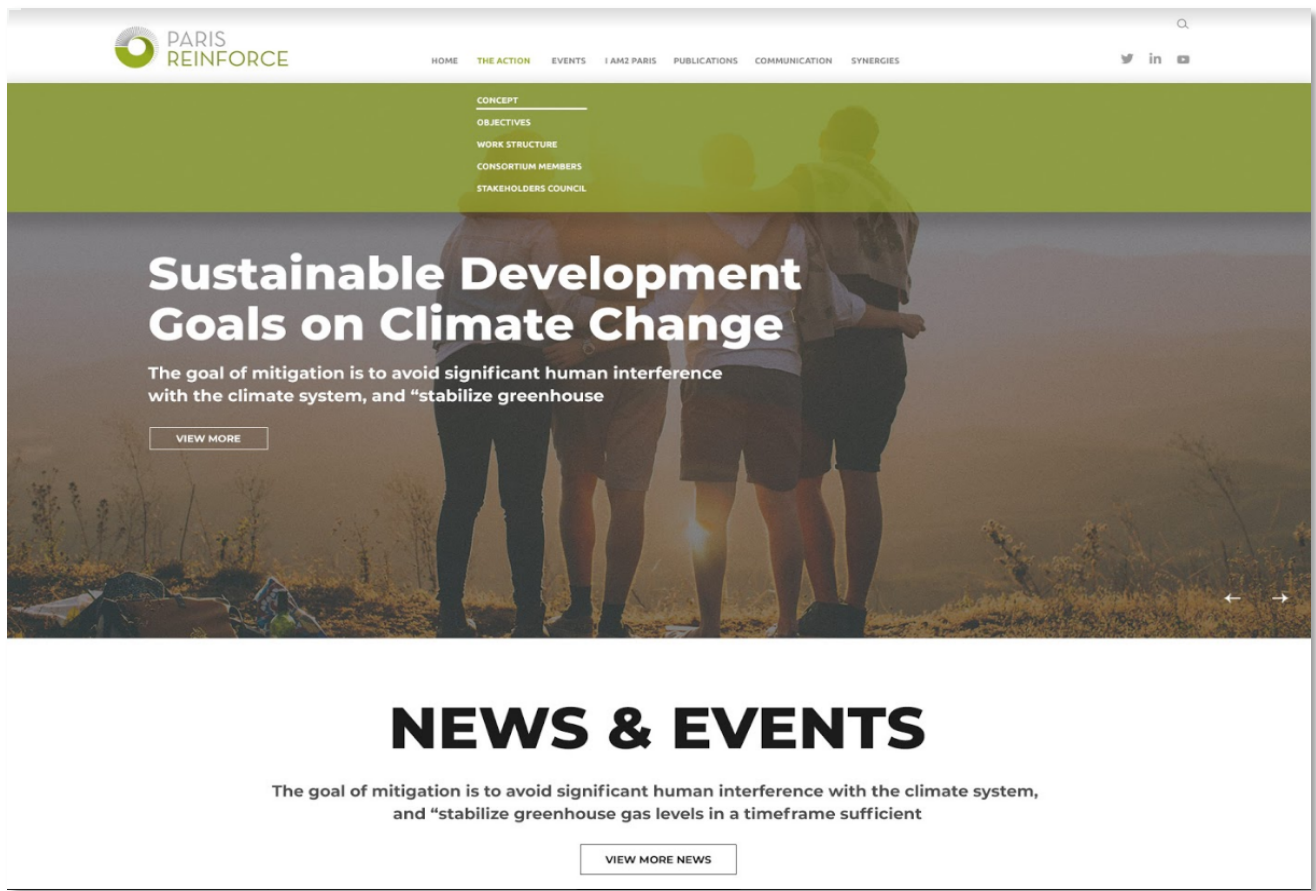 PARIS
REINFORCE
HOME THE ACTION EVENTS I AM2 PARIS PUBLICATIONS COMMUNICATION SYNERGIES
CONCEPT
OBJECTIVES
WORK STRUCTURE
CONSORTIUM MEMBERS
STAKEHOLDERS COUNCIL
Sustainable Development
Goals on Climate Change
The goal of mitigation is to avoid significant human interference
with the climate system, and “stabilize greenhouse
VIEW MORE
NEWS & EVENTS
The goal of mitigation is to avoid significant human interference with the climate system,
and “stabilize greenhouse gas levels in a timeframe sufficient
VIEW MORE NEWS